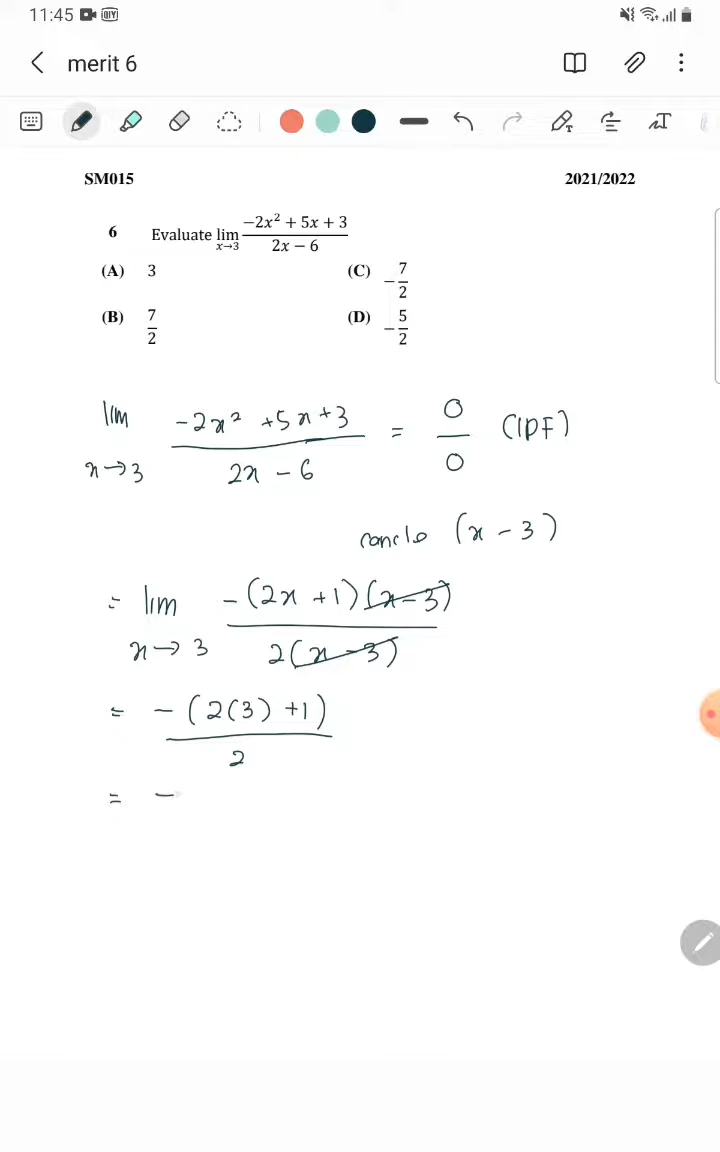 11:45
merit 6
SM015 2021/2022
6 Evaluate lim x→3 (−2x² + 5x + 3)/(2x − 6)
(A) 3 (C) −7/2
(B) 7/2 (D) −5/2
lim x→3 (-2x² +5x+3)/(2x - 6) = 0/0 (IDF)
cancle (x - 3)
= lim x→3 -(2x +1)(x-3)/2(x-3)
= -(2(3) +1)/2
= -